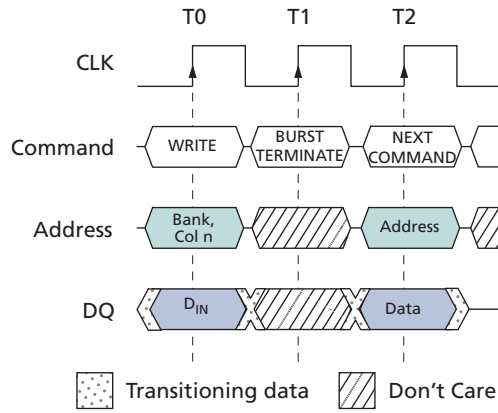 T0 T1 T2
CLK
Command WRITE BURST TERMINATE NEXT COMMAND
Address Bank, Col n Address
DQ D_IN Data
Transitioning data Don't Care